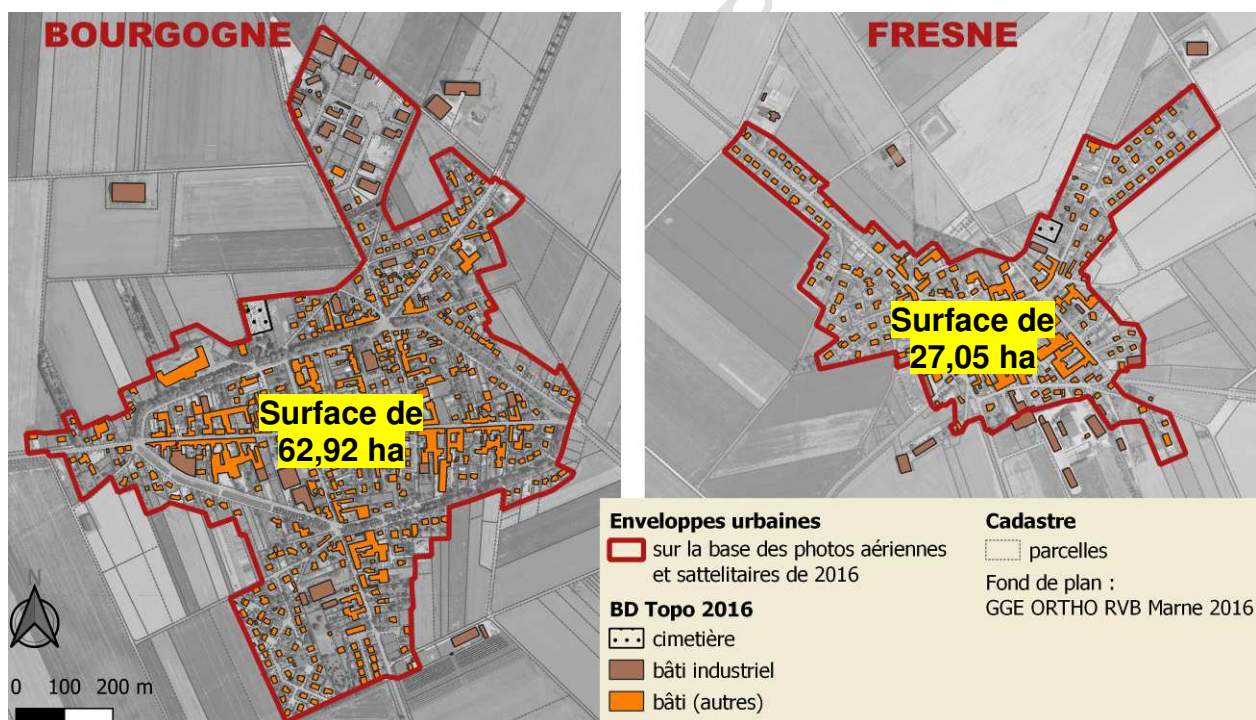 BOURGOGNE
FRESNE
Surface de
62,92 ha
Surface de
27,05 ha
N
0 100 200 m
Enveloppes urbaines
sur la base des photos aériennes
et sattelitaires de 2016
BD Topo 2016
cimetière
bâti industriel
bâti (autres)
Cadastre
parcelles
Fond de plan :
GGE ORTHO RVB Marne 2016